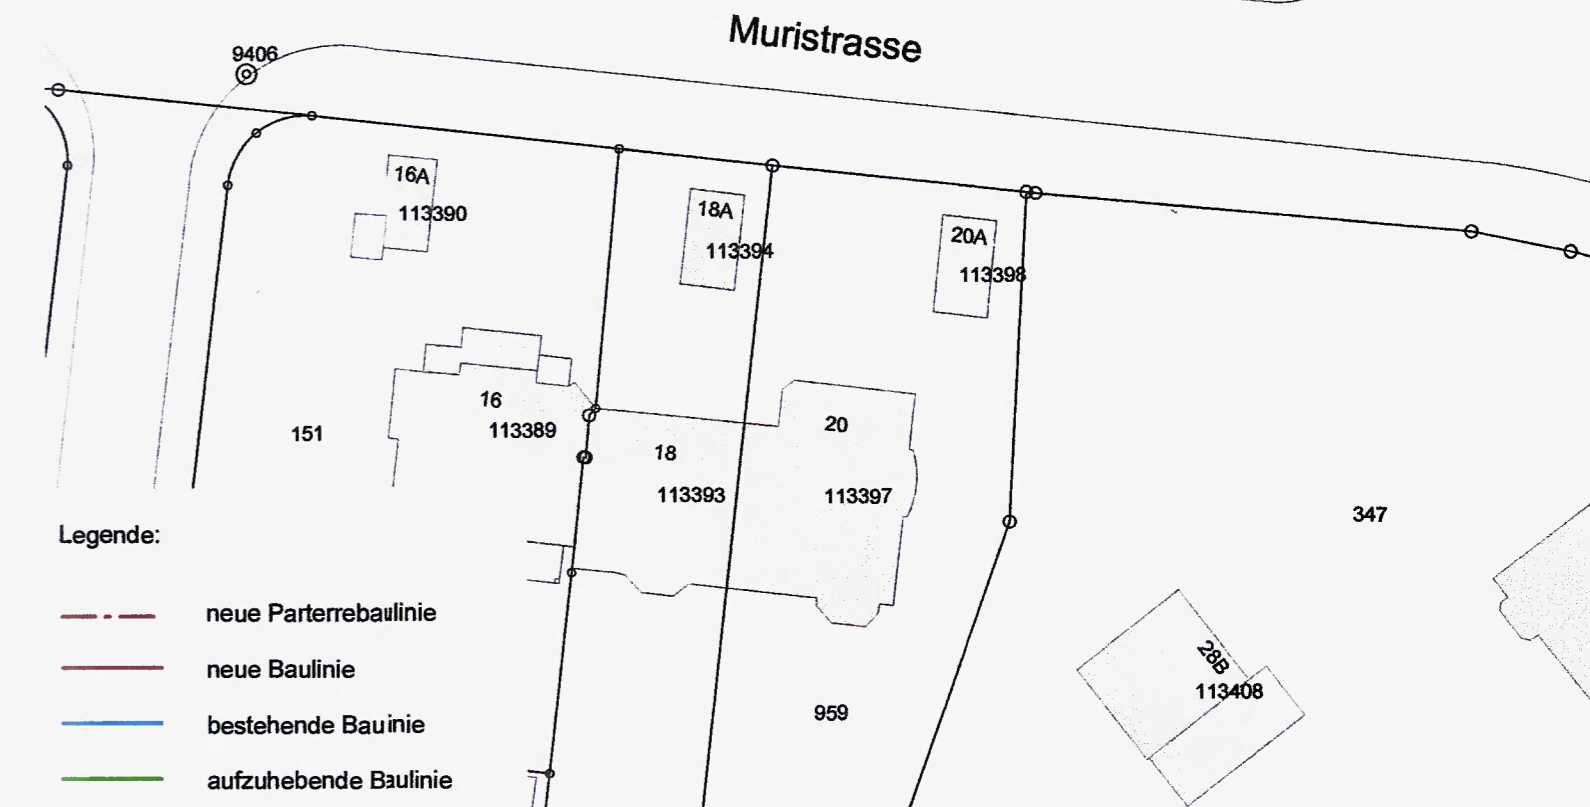 Muristrasse
9406
16A
113390
18A
113394
20A
113398
16
113389
151
18
113393
20
113397
347
959
28B
113408
Legende:
neue Parterrebaulinie
neue Baulinie
bestehende Bauinie
aufzuhebende Baulinie